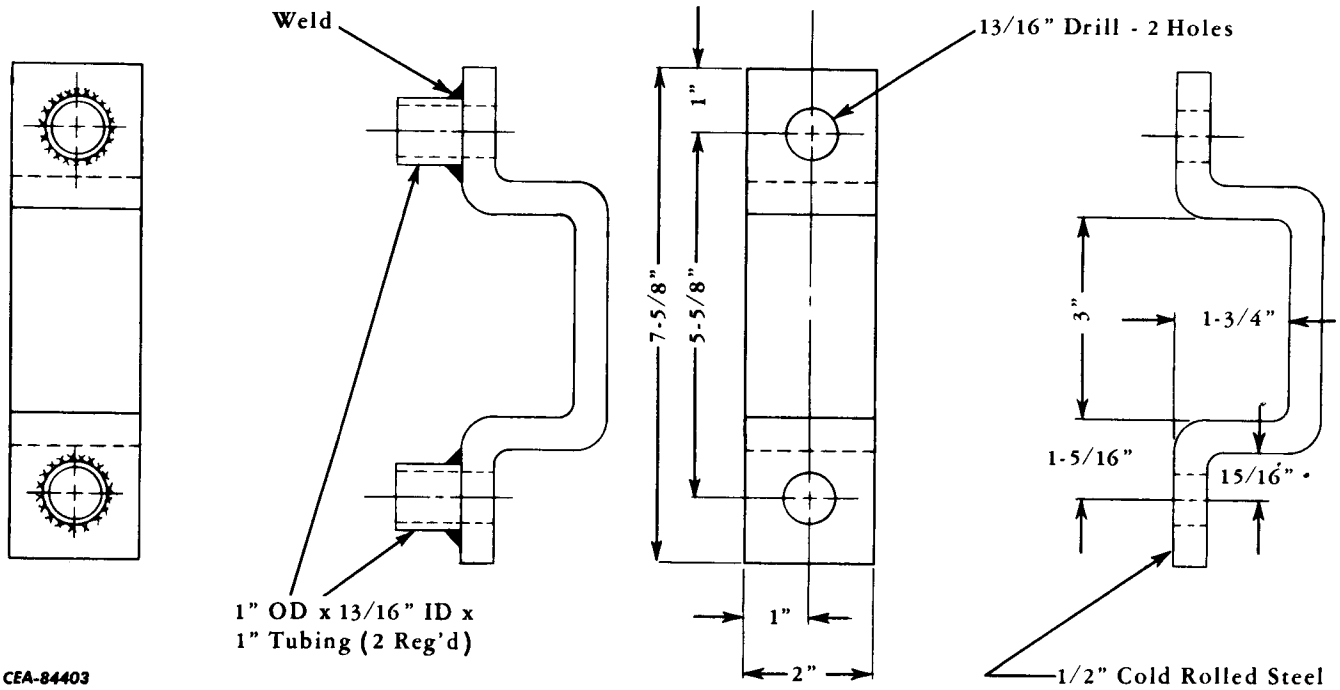 Weld
13/16" Drill - 2 Holes
1"
7-5/8"
5-5/8"
3"
1-3/4"
1-5/16"
15/16"
1" OD x 13/16" ID x
1" Tubing (2 Reg'd)
1"
2"
1/2" Cold Rolled Steel
CEA-84403